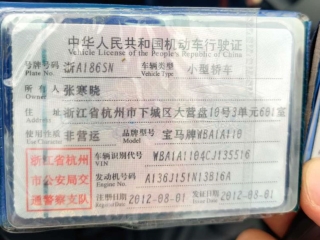 中华人民共和国机动车行驶证
Vehicle License of the People's Republic of China
号牌号码 浙A186SN 车辆类型 小型轿车
Plate No. Vehicle Type
所有人 张寒晓
Owner
住址 浙江省杭州市下城区大营盘10号3单元601室
Address
使用性质 非营运 品牌型号 宝马牌WBA1A110
Use Character Model
浙江省杭州市公安局交通警察支队
车辆识别代号 WBA1A1104CJ135516
VIN
发动机号码 A136J151N13B16A
Engine No.
注册日期 2012-08-01 发证日期 2012-08-01
Register Date Issue Date